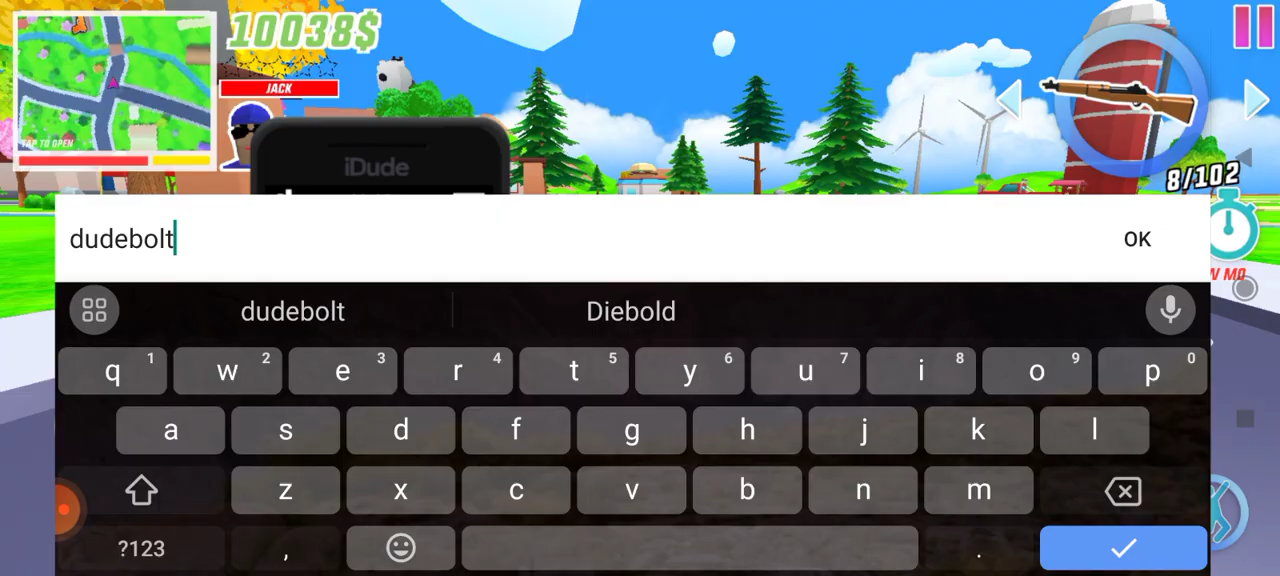 10038$
JACK
TAP TO OPEN
iDude
8/102
dudebolt
OK
W MO
dudebolt Diebold
q 1 w 2 e 3 r 4 t 5 y 6 u 7 i 8 o 9 p 0
a s d f g h j k l
z x c v b n m
?123 , .